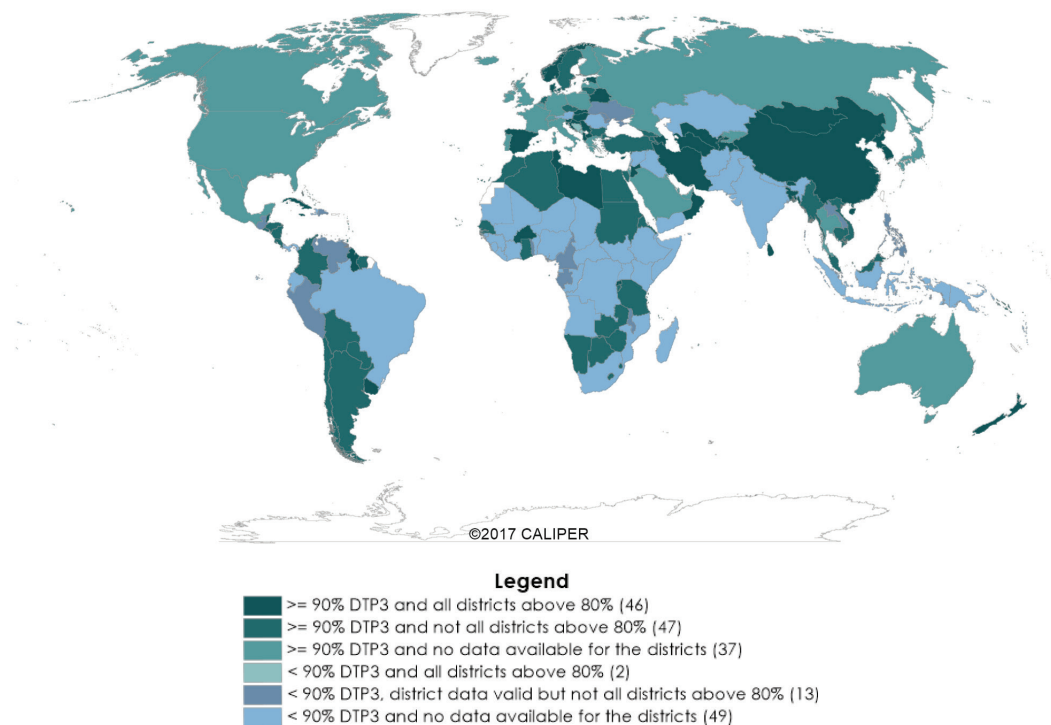 ©2017 CALIPER
Legend
>= 90% DTP3 and all districts above 80% (46)
>= 90% DTP3 and not all districts above 80% (47)
>= 90% DTP3 and no data available for the districts (37)
< 90% DTP3 and all districts above 80% (2)
< 90% DTP3, district data valid but not all districts above 80% (13)
< 90% DTP3 and no data available for the districts (49)